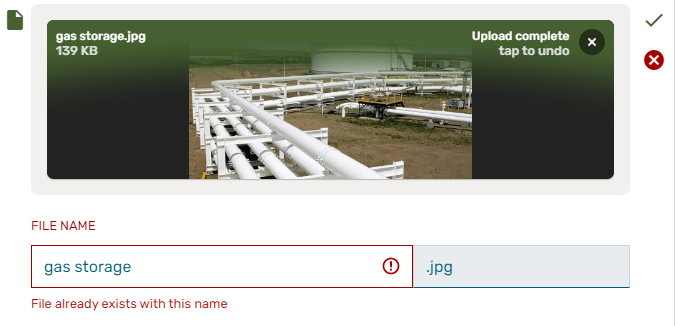 gas storage.jpg
139 KB
Upload complete
tap to undo
FILE NAME
gas storage
.jpg
File already exists with this name